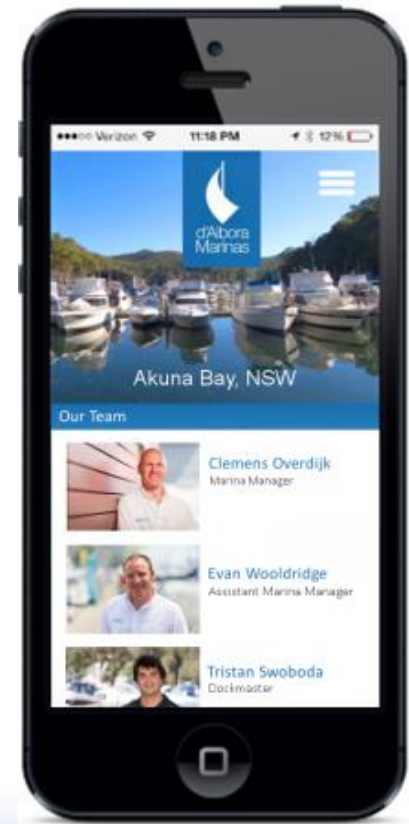 Verizon 11:18 PM 12%
d'Albora
Marinas
Akuna Bay, NSW
Our Team
Clemens Overdijk
Marina Manager
Evan Wooldridge
Assistant Marina Manager
Tristan Swoboda
Dockmaster